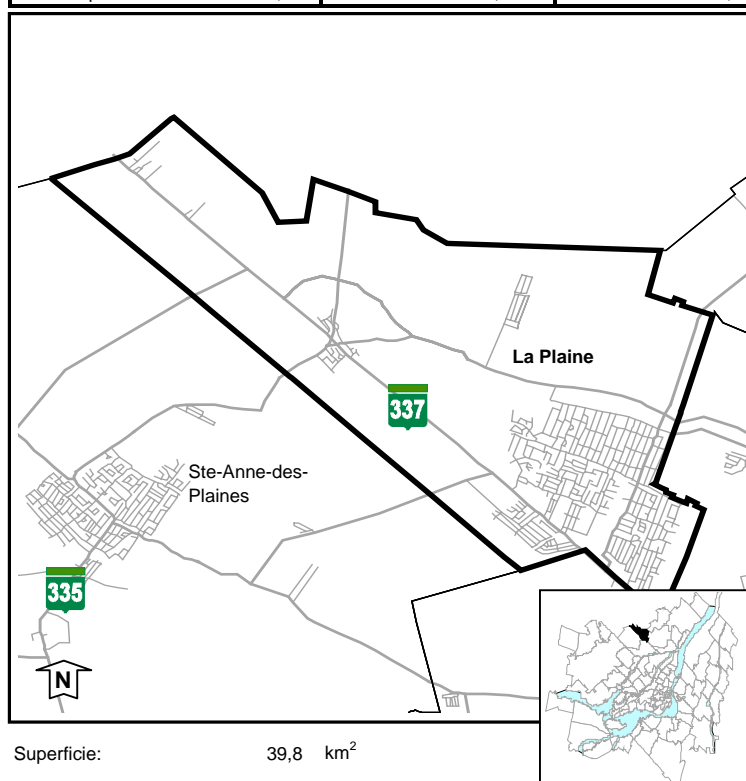 La Plaine
337
Ste-Anne-des-
Plaines
335
N
Superficie: 39,8 km²